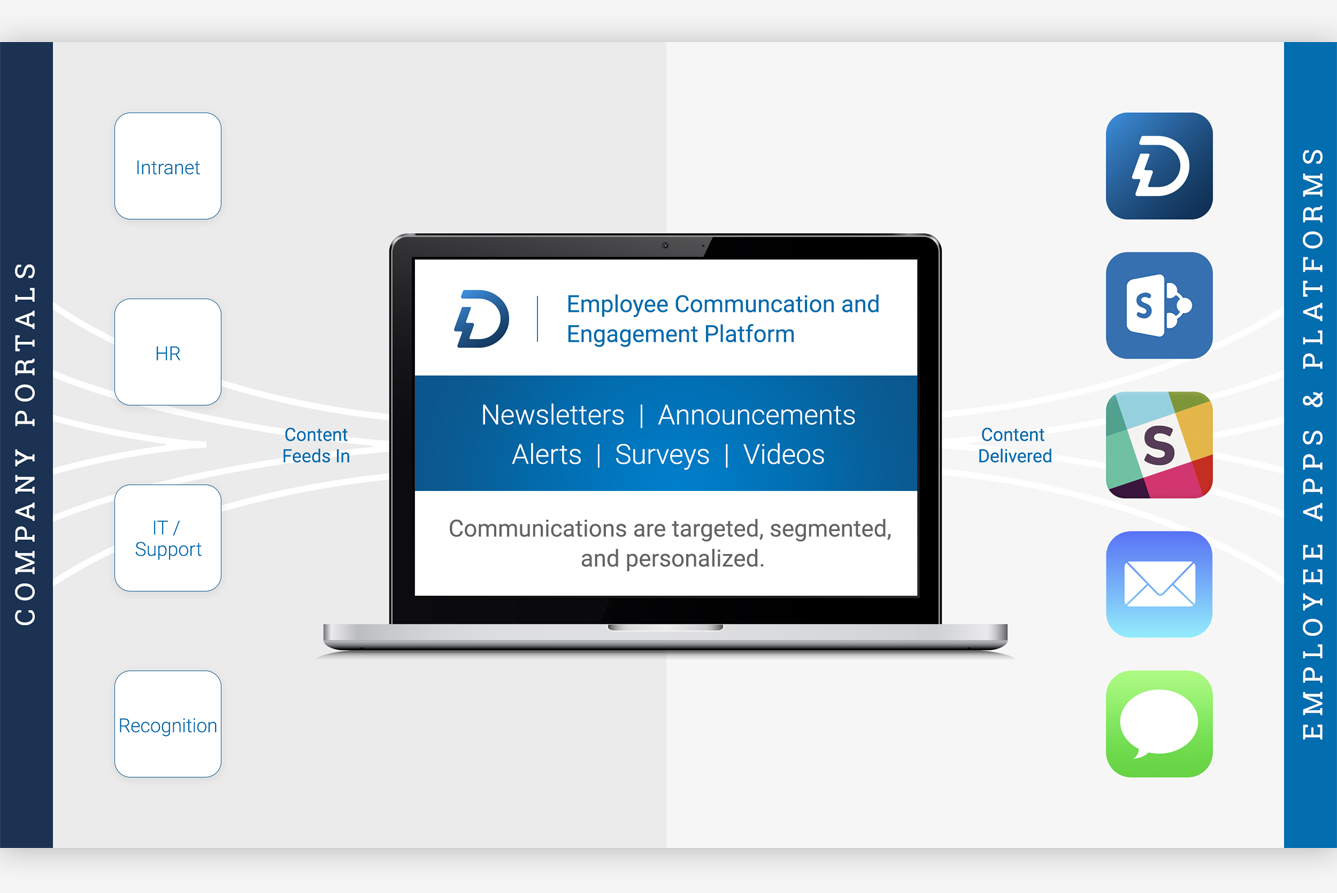 COMPANY PORTALS
Intranet
HR
IT /
Support
Recognition
Content
Feeds In
D
Employee Communcation and
Engagement Platform
Newsletters | Announcements
Alerts | Surveys | Videos
Communications are targeted, segmented,
and personalized.
Content
Delivered
D
S
S
EMPLOYEE APPS & PLATFORMS